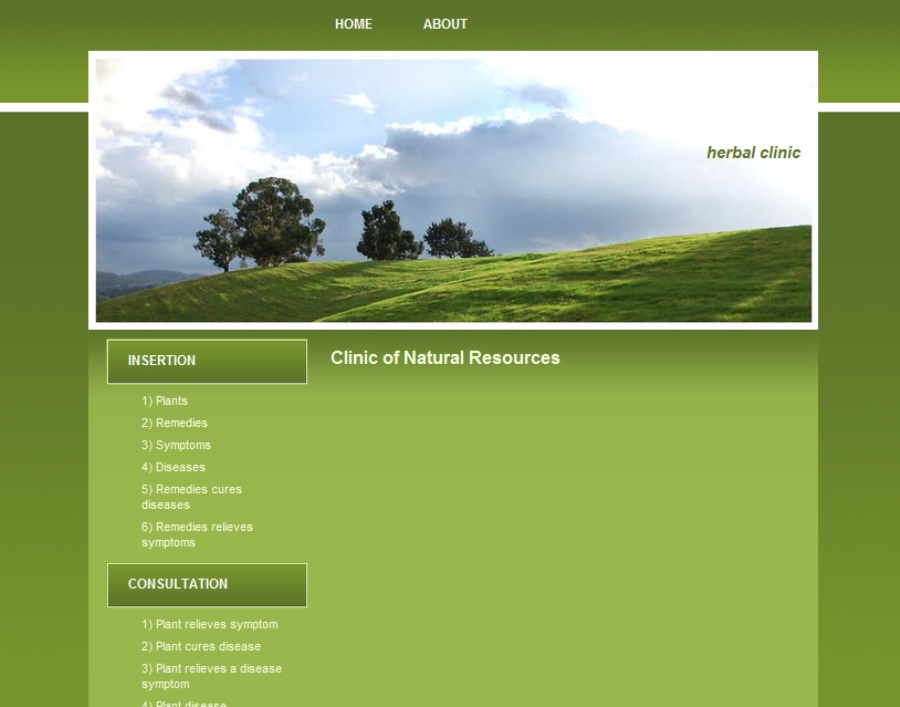 HOME ABOUT
herbal clinic
INSERTION
1) Plants
2) Remedies
3) Symptoms
4) Diseases
5) Remedies cures
diseases
6) Remedies relieves
symptoms
CONSULTATION
1) Plant relieves symptom
2) Plant cures disease
3) Plant relieves a disease
symptom
4) Plant disease
Clinic of Natural Resources